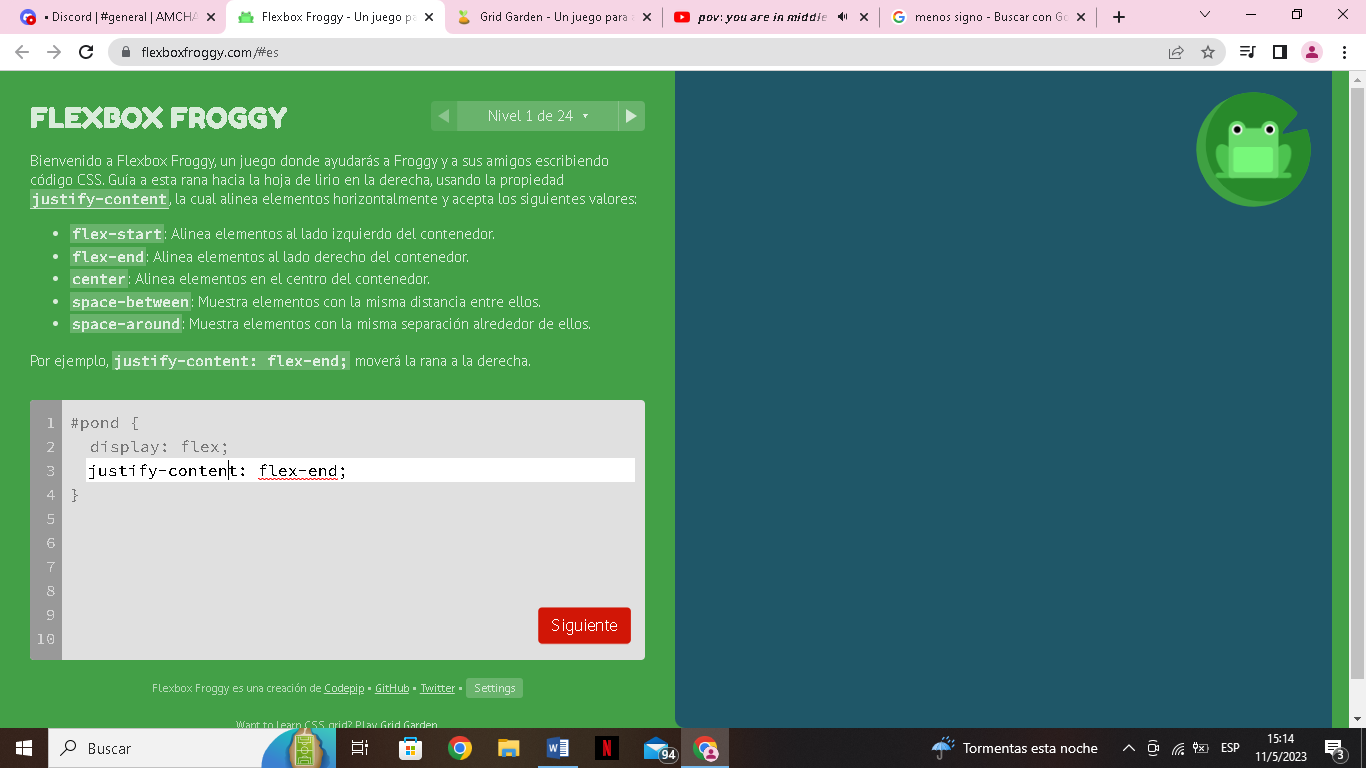 • Discord | #general | AMCHA
Flexbox Froggy - Un juego pa
Grid Garden - Un juego para
pov: you are in middle
menos signo - Buscar con Go
flexboxfroggy.com/#es
FLEXBOX FROGGY
Nivel 1 de 24
Bienvenido a Flexbox Froggy, un juego donde ayudarás a Froggy y a sus amigos escribiendo
código CSS. Guía a esta rana hacia la hoja de lirio en la derecha, usando la propiedad
justify-content, la cual alinea elementos horizontalmente y acepta los siguientes valores:
• flex-start: Alinea elementos al lado izquierdo del contenedor.
• flex-end: Alinea elementos al lado derecho del contenedor.
• center: Alinea elementos en el centro del contenedor.
• space-between: Muestra elementos con la misma distancia entre ellos.
• space-around: Muestra elementos con la misma separación alrededor de ellos.
Por ejemplo, justify-content: flex-end; moverá la rana a la derecha.
1 #pond {
2 display: flex;
3 justify-content: flex-end;
4 }
5
6
7
8
9
10
Siguiente
Flexbox Froggy es una creación de Codepip • GitHub • Twitter • Settings
Want to learn CSS grid? Play Grid Garden
Buscar
W
N
94
Tormentas esta noche
ESP
15:14
11/5/2023
3